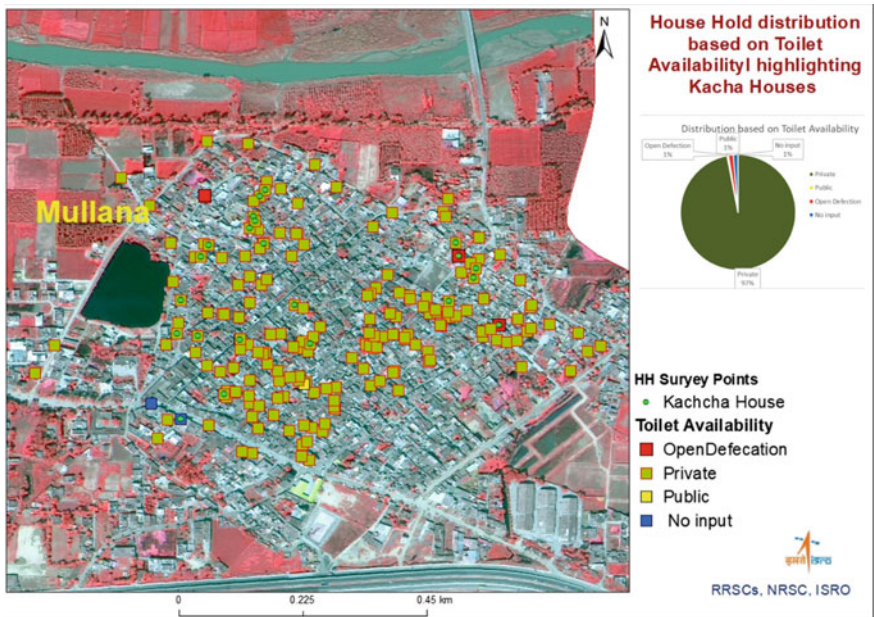 House Hold distribution
based on Toilet
Availabilityl highlighting
Kacha Houses
N
Mullana
Distribution based on Toilet Availability
Public
1%
Open Defection
1%
No input
1%
Private
Public
Open Defection
No input
Private
97%
HH Suryey Points
Kachcha House
Toilet Availability
OpenDefecation
Private
Public
No input
इसरो isro
RRSCs, NRSC, ISRO
0 0.225 0.45 km